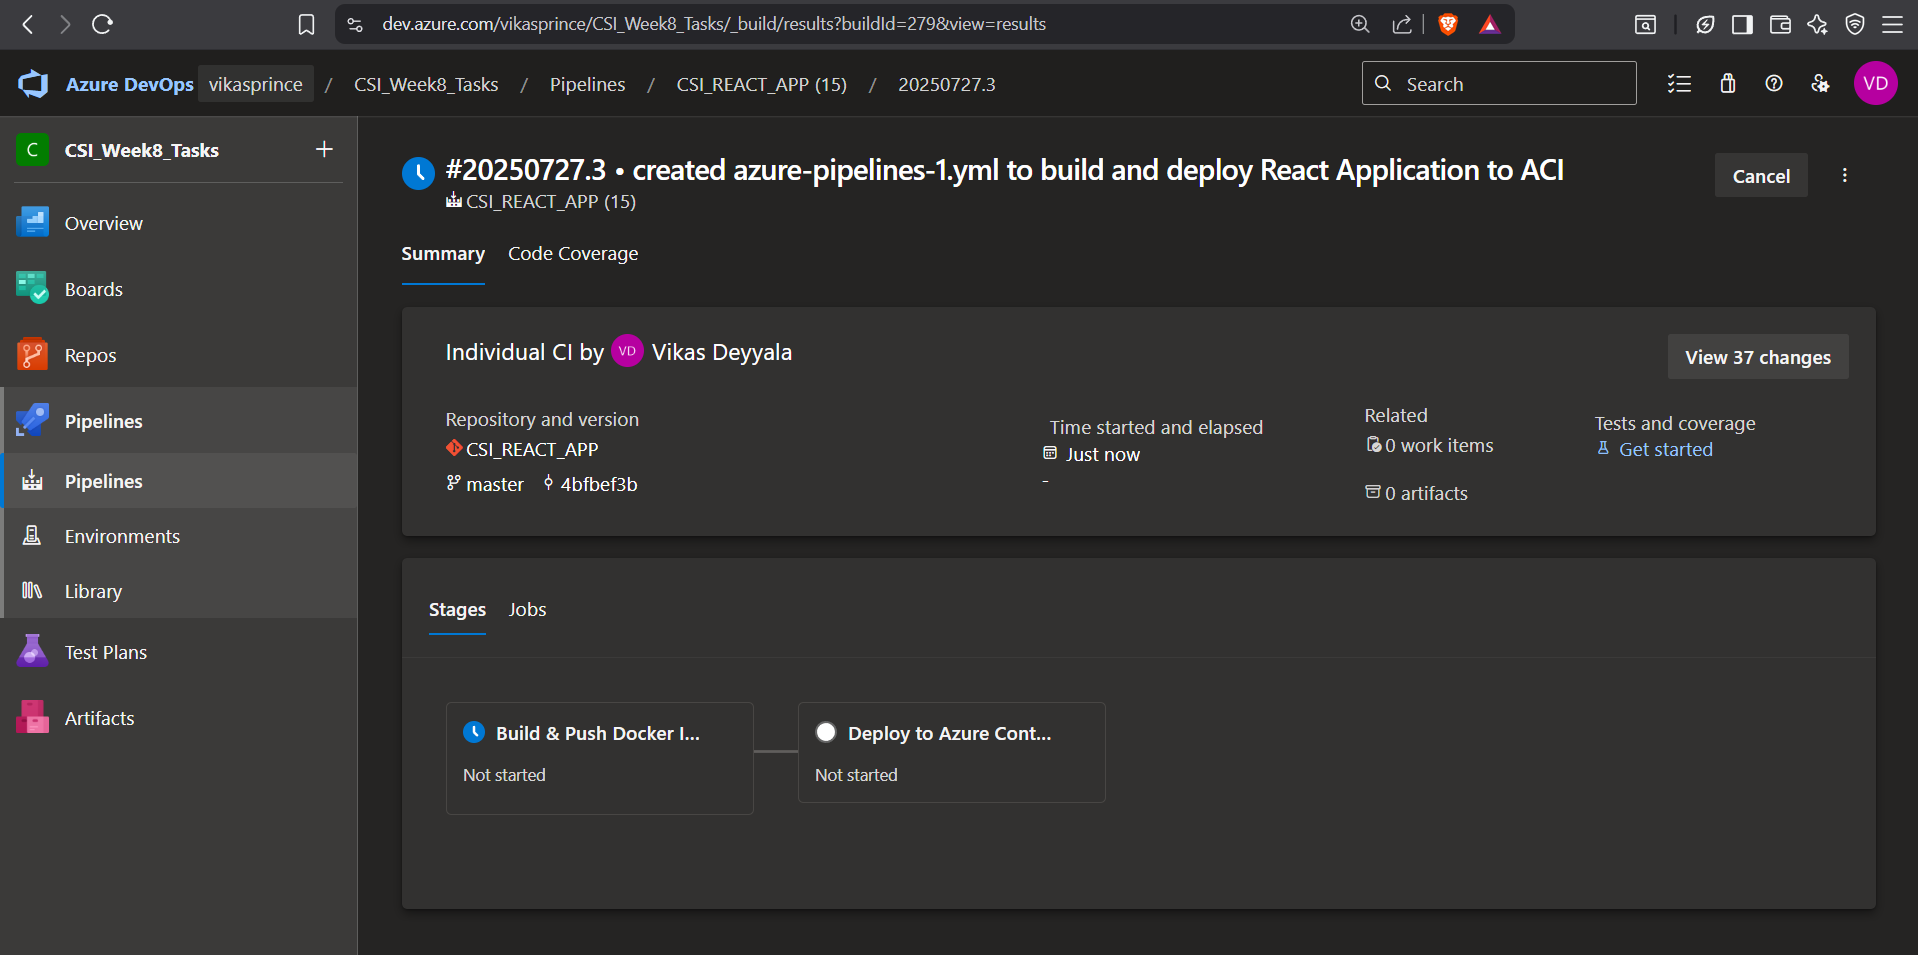 dev.azure.com/vikasprince/CSI_Week8_Tasks/_build/results?buildId=279&view=results
Azure DevOps vikasprince / CSI_Week8_Tasks / Pipelines / CSI_REACT_APP (15) / 20250727.3
Search
VD
C CSI_Week8_Tasks
Overview
Boards
Repos
Pipelines
Pipelines
Environments
Library
Test Plans
Artifacts
#20250727.3 • created azure-pipelines-1.yml to build and deploy React Application to ACI
CSI_REACT_APP (15)
Cancel
Summary Code Coverage
Individual CI by VD Vikas Deyyala
View 37 changes
Repository and version
CSI_REACT_APP
master 4bfbef3b
Time started and elapsed
Just now
-
Related
0 work items
0 artifacts
Tests and coverage
Get started
Stages Jobs
Build & Push Docker I...
Not started
Deploy to Azure Cont...
Not started